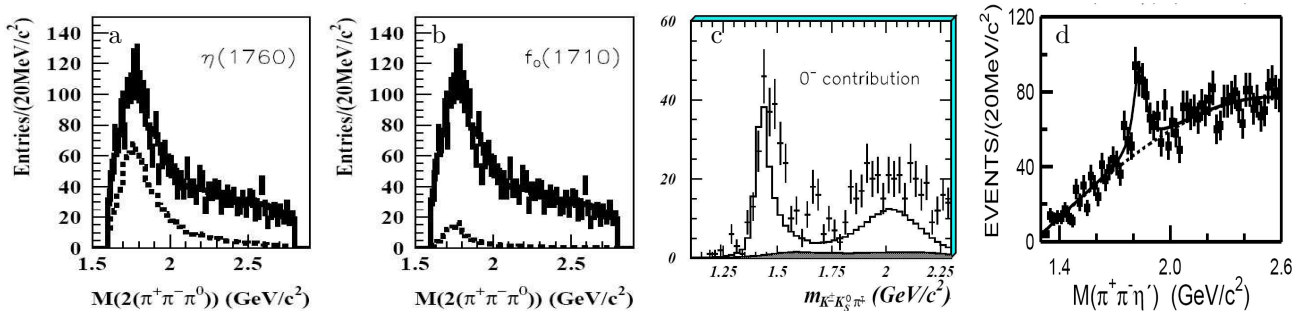 a
η(1760)
Entries/(20MeV/c²)
140
120
100
80
60
40
20
0
1.5 2 2.5
M(2(π⁺π⁻π⁰)) (GeV/c²)
b
f₀(1710)
Entries/(20MeV/c²)
140
120
100
80
60
40
20
0
1.5 2 2.5
M(2(π⁺π⁻π⁰)) (GeV/c²)
c
0⁻ contribution
60
40
20
0
1.25 1.5 1.75 2 2.25
m_{K^±K_S^0π^∓} (GeV/c²)
d
EVENTS/(20MeV/c²)
120
80
40
0
1.4 2.0 2.6
M(π⁺π⁻η′) (GeV/c²)